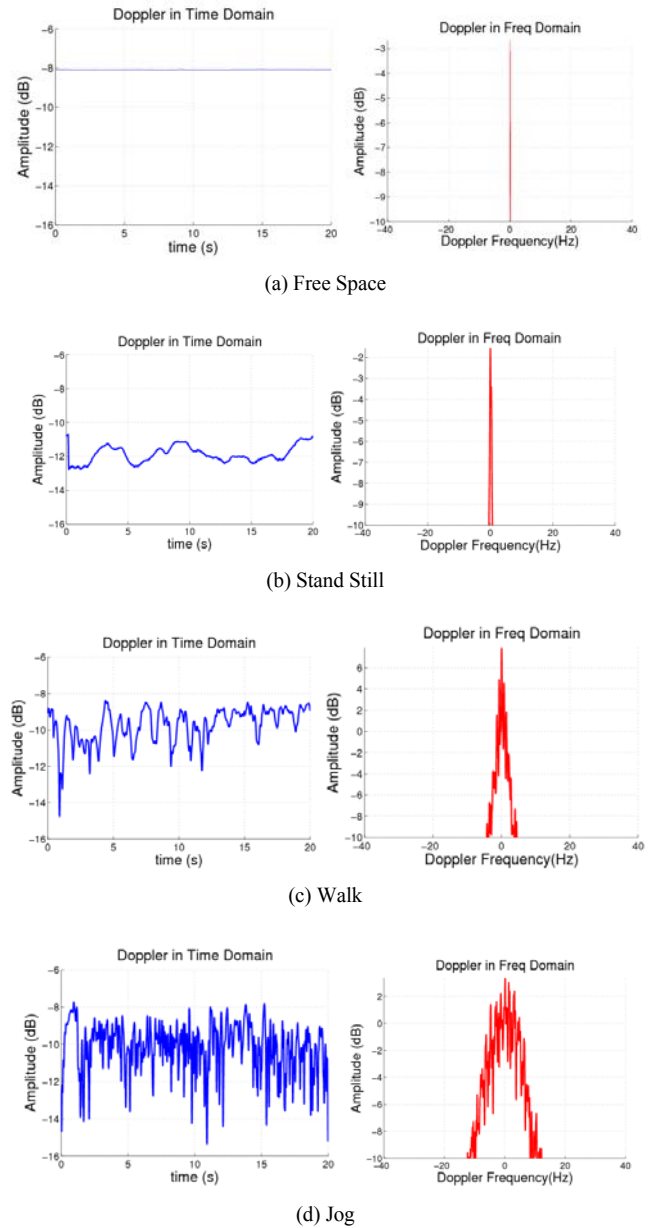 Doppler in Time Domain
Amplitude (dB)
−6
−8
−10
−12
−14
−16
0 5 10 15 20
time (s)
Doppler in Freq Domain
Amplitude (dB)
−3
−4
−5
−6
−7
−8
−9
−10
−40 −20 0 20 40
Doppler Frequency(Hz)
(a) Free Space
Doppler in Time Domain
Amplitude (dB)
−6
−8
−10
−12
−14
−16
0 5 10 15 20
time (s)
Doppler in Freq Domain
Amplitude (dB)
−2
−3
−4
−5
−6
−7
−8
−9
−10
−40 −20 0 20 40
Doppler Frequency(Hz)
(b) Stand Still
Doppler in Time Domain
Amplitude (dB)
−6
−8
−10
−12
−14
−16
0 5 10 15 20
time (s)
Doppler in Freq Domain
Amplitude (dB)
6
4
2
0
−2
−4
−6
−8
−10
−40 −20 0 20 40
Doppler Frequency(Hz)
(c) Walk
Doppler in Time Domain
Amplitude (dB)
−6
−8
−10
−12
−14
−16
0 5 10 15 20
time (s)
Doppler in Freq Domain
Amplitude (dB)
2
0
−2
−4
−6
−8
−10
−40 −20 0 20 40
Doppler Frequency(Hz)
(d) Jog